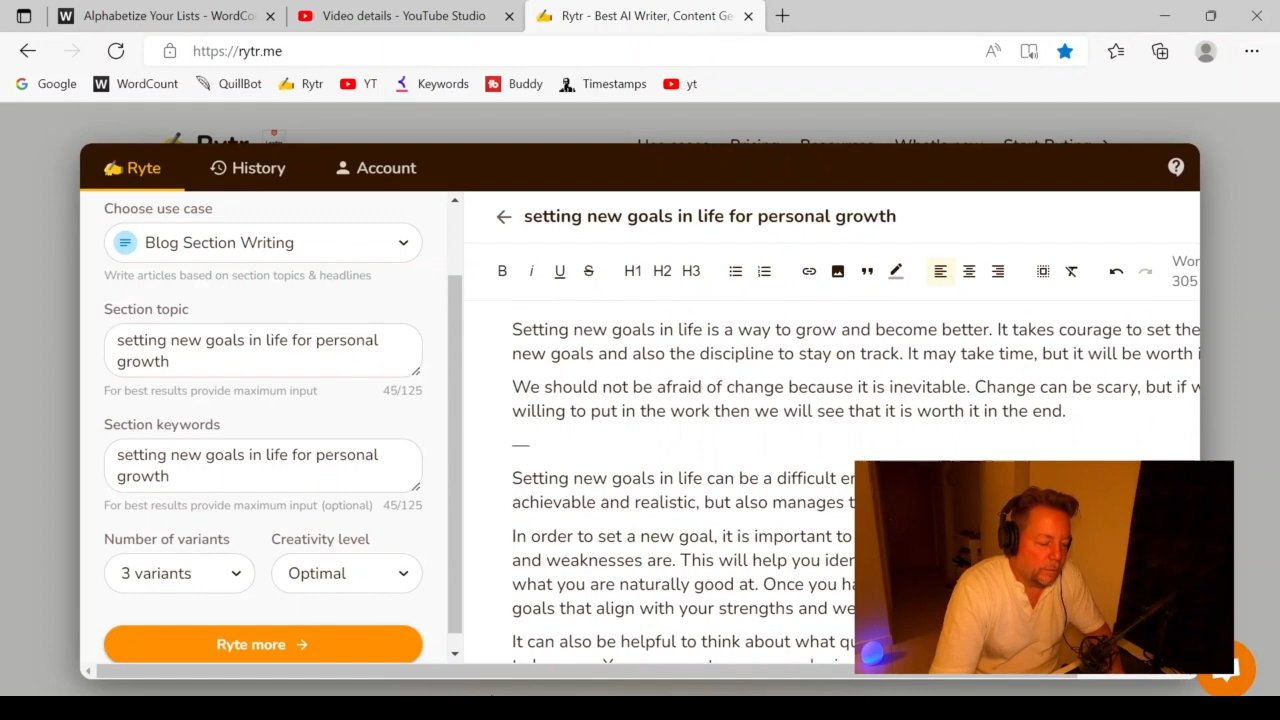 Alphabetize Your Lists - WordCo
Video details - YouTube Studio
Rytr - Best AI Writer, Content Ge
https://rytr.me
Google
WordCount
QuillBot
Rytr
YT
Keywords
Buddy
Timestamps
yt
Ryte
History
Account
Choose use case
Blog Section Writing
Write articles based on section topics & headlines
Section topic
setting new goals in life for personal
growth
For best results provide maximum input 45/125
Section keywords
setting new goals in life for personal
growth
For best results provide maximum input (optional) 45/125
Number of variants
Creativity level
3 variants
Optimal
Ryte more →
setting new goals in life for personal growth
B i U S H1 H2 H3
Wor
305
Setting new goals in life is a way to grow and become better. It takes courage to set the
new goals and also the discipline to stay on track. It may take time, but it will be worth i
We should not be afraid of change because it is inevitable. Change can be scary, but if w
willing to put in the work then we will see that it is worth it in the end.
—
Setting new goals in life can be a difficult en
achievable and realistic, but also manages t
In order to set a new goal, it is important to
and weaknesses are. This will help you iden
what you are naturally good at. Once you ha
goals that align with your strengths and we
It can also be helpful to think about what qu